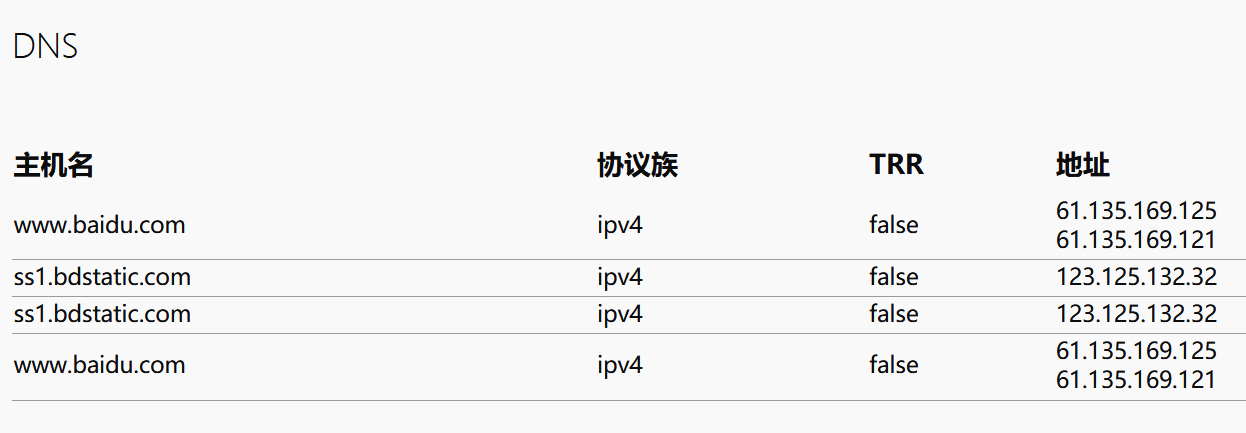 DNS
主机名 协议族 TRR 地址
www.baidu.com ipv4 false 61.135.169.125
61.135.169.121
ss1.bdstatic.com ipv4 false 123.125.132.32
ss1.bdstatic.com ipv4 false 123.125.132.32
www.baidu.com ipv4 false 61.135.169.125
61.135.169.121